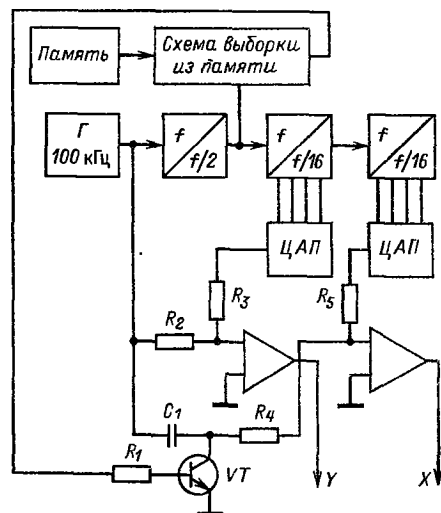 Память
Схема выборки
из памяти
Г
100 кГц
f
f/2
f
f/16
f
f/16
ЦАП
ЦАП
R3
R5
R2
C1
R4
R1
VT
Y
X